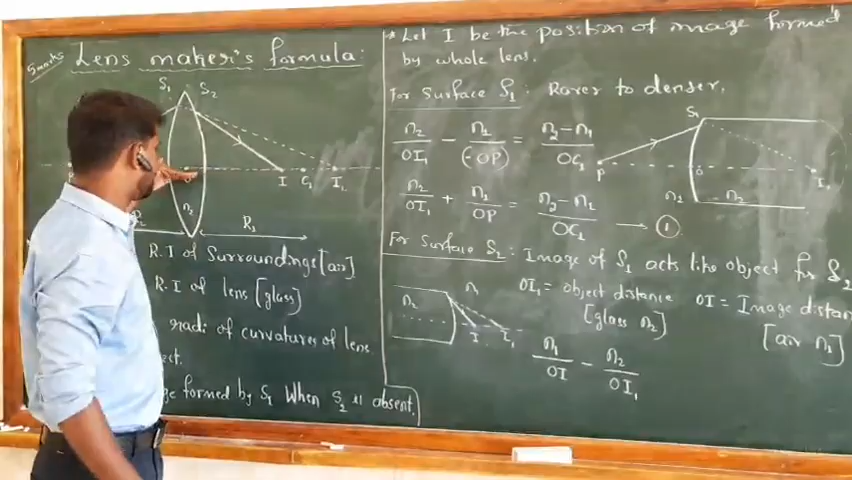 5marks
Lens maker's formula:
S₁ S₂
I C₁ I₁
n₂
R₂ R₁
R.I of Surroundings [air]
R.I of lens [glass]
radi of curvatures of lens
formed by S₁ When S₂ is absent.
* Let I be the position of image formed
by whole lens.
For Surface S₁ : Rarer to denser,
n₂/OI₁ - n₁/(-OP) = n₂-n₁/OC₁
n₂/OI₁ + n₁/OP = n₂-n₁/OC₁ → ①
S₁
P O I₁
n₂ n₂
For Surface S₂ : Image of S₁ acts like object for S₂
OI₁ = object distance OI = Image distan
[glass n₂] [air n₁]
n₂ n
I I₁
n₁/OI - n₂/OI₁